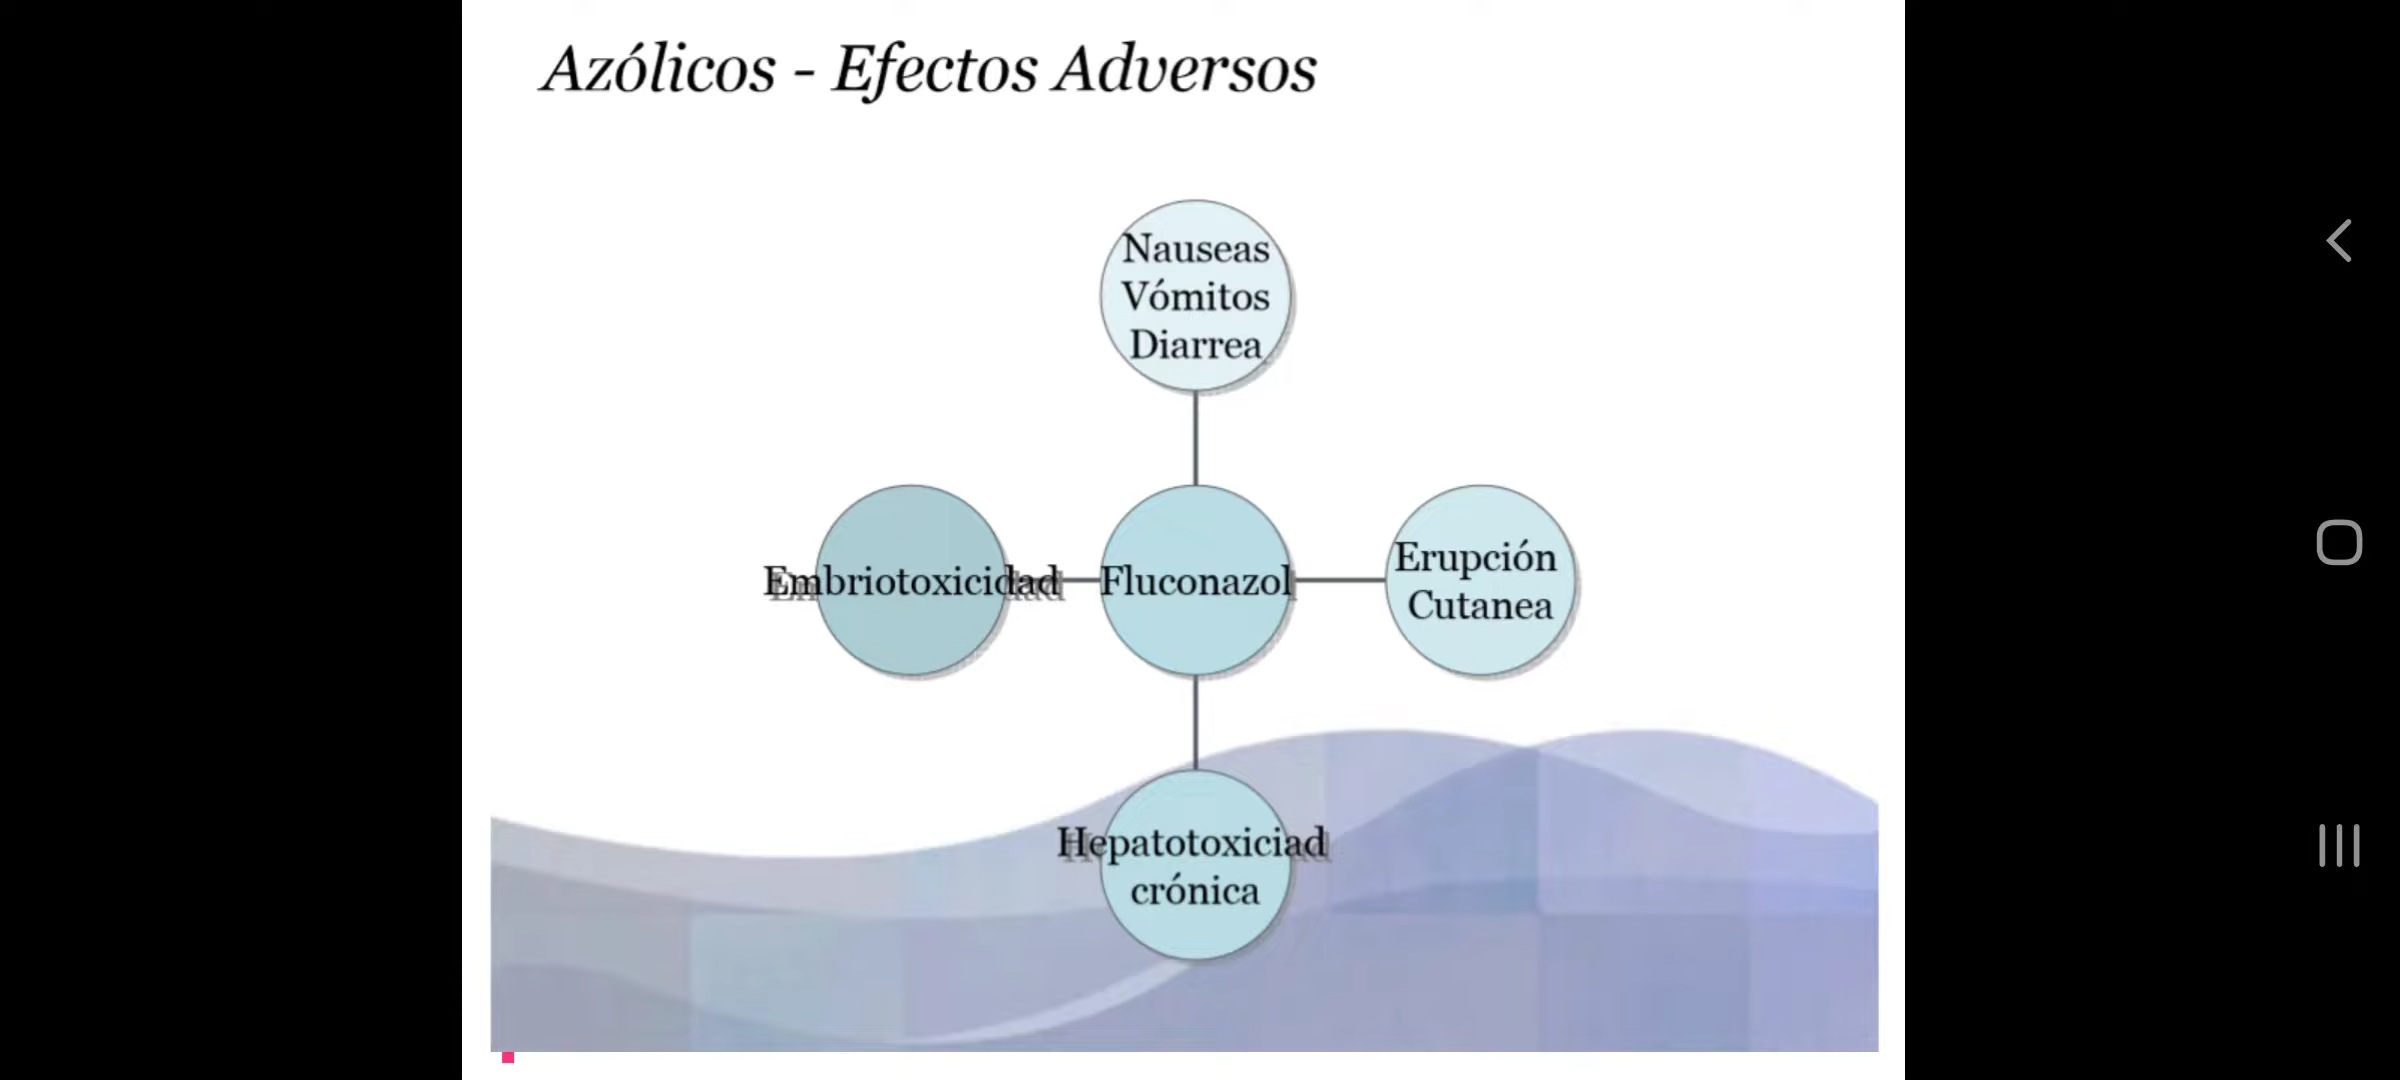 Azólicos - Efectos Adversos
Nauseas
Vómitos
Diarrea
Embriotoxicidad
Fluconazol
Erupción
Cutanea
Hepatotoxiciad
crónica